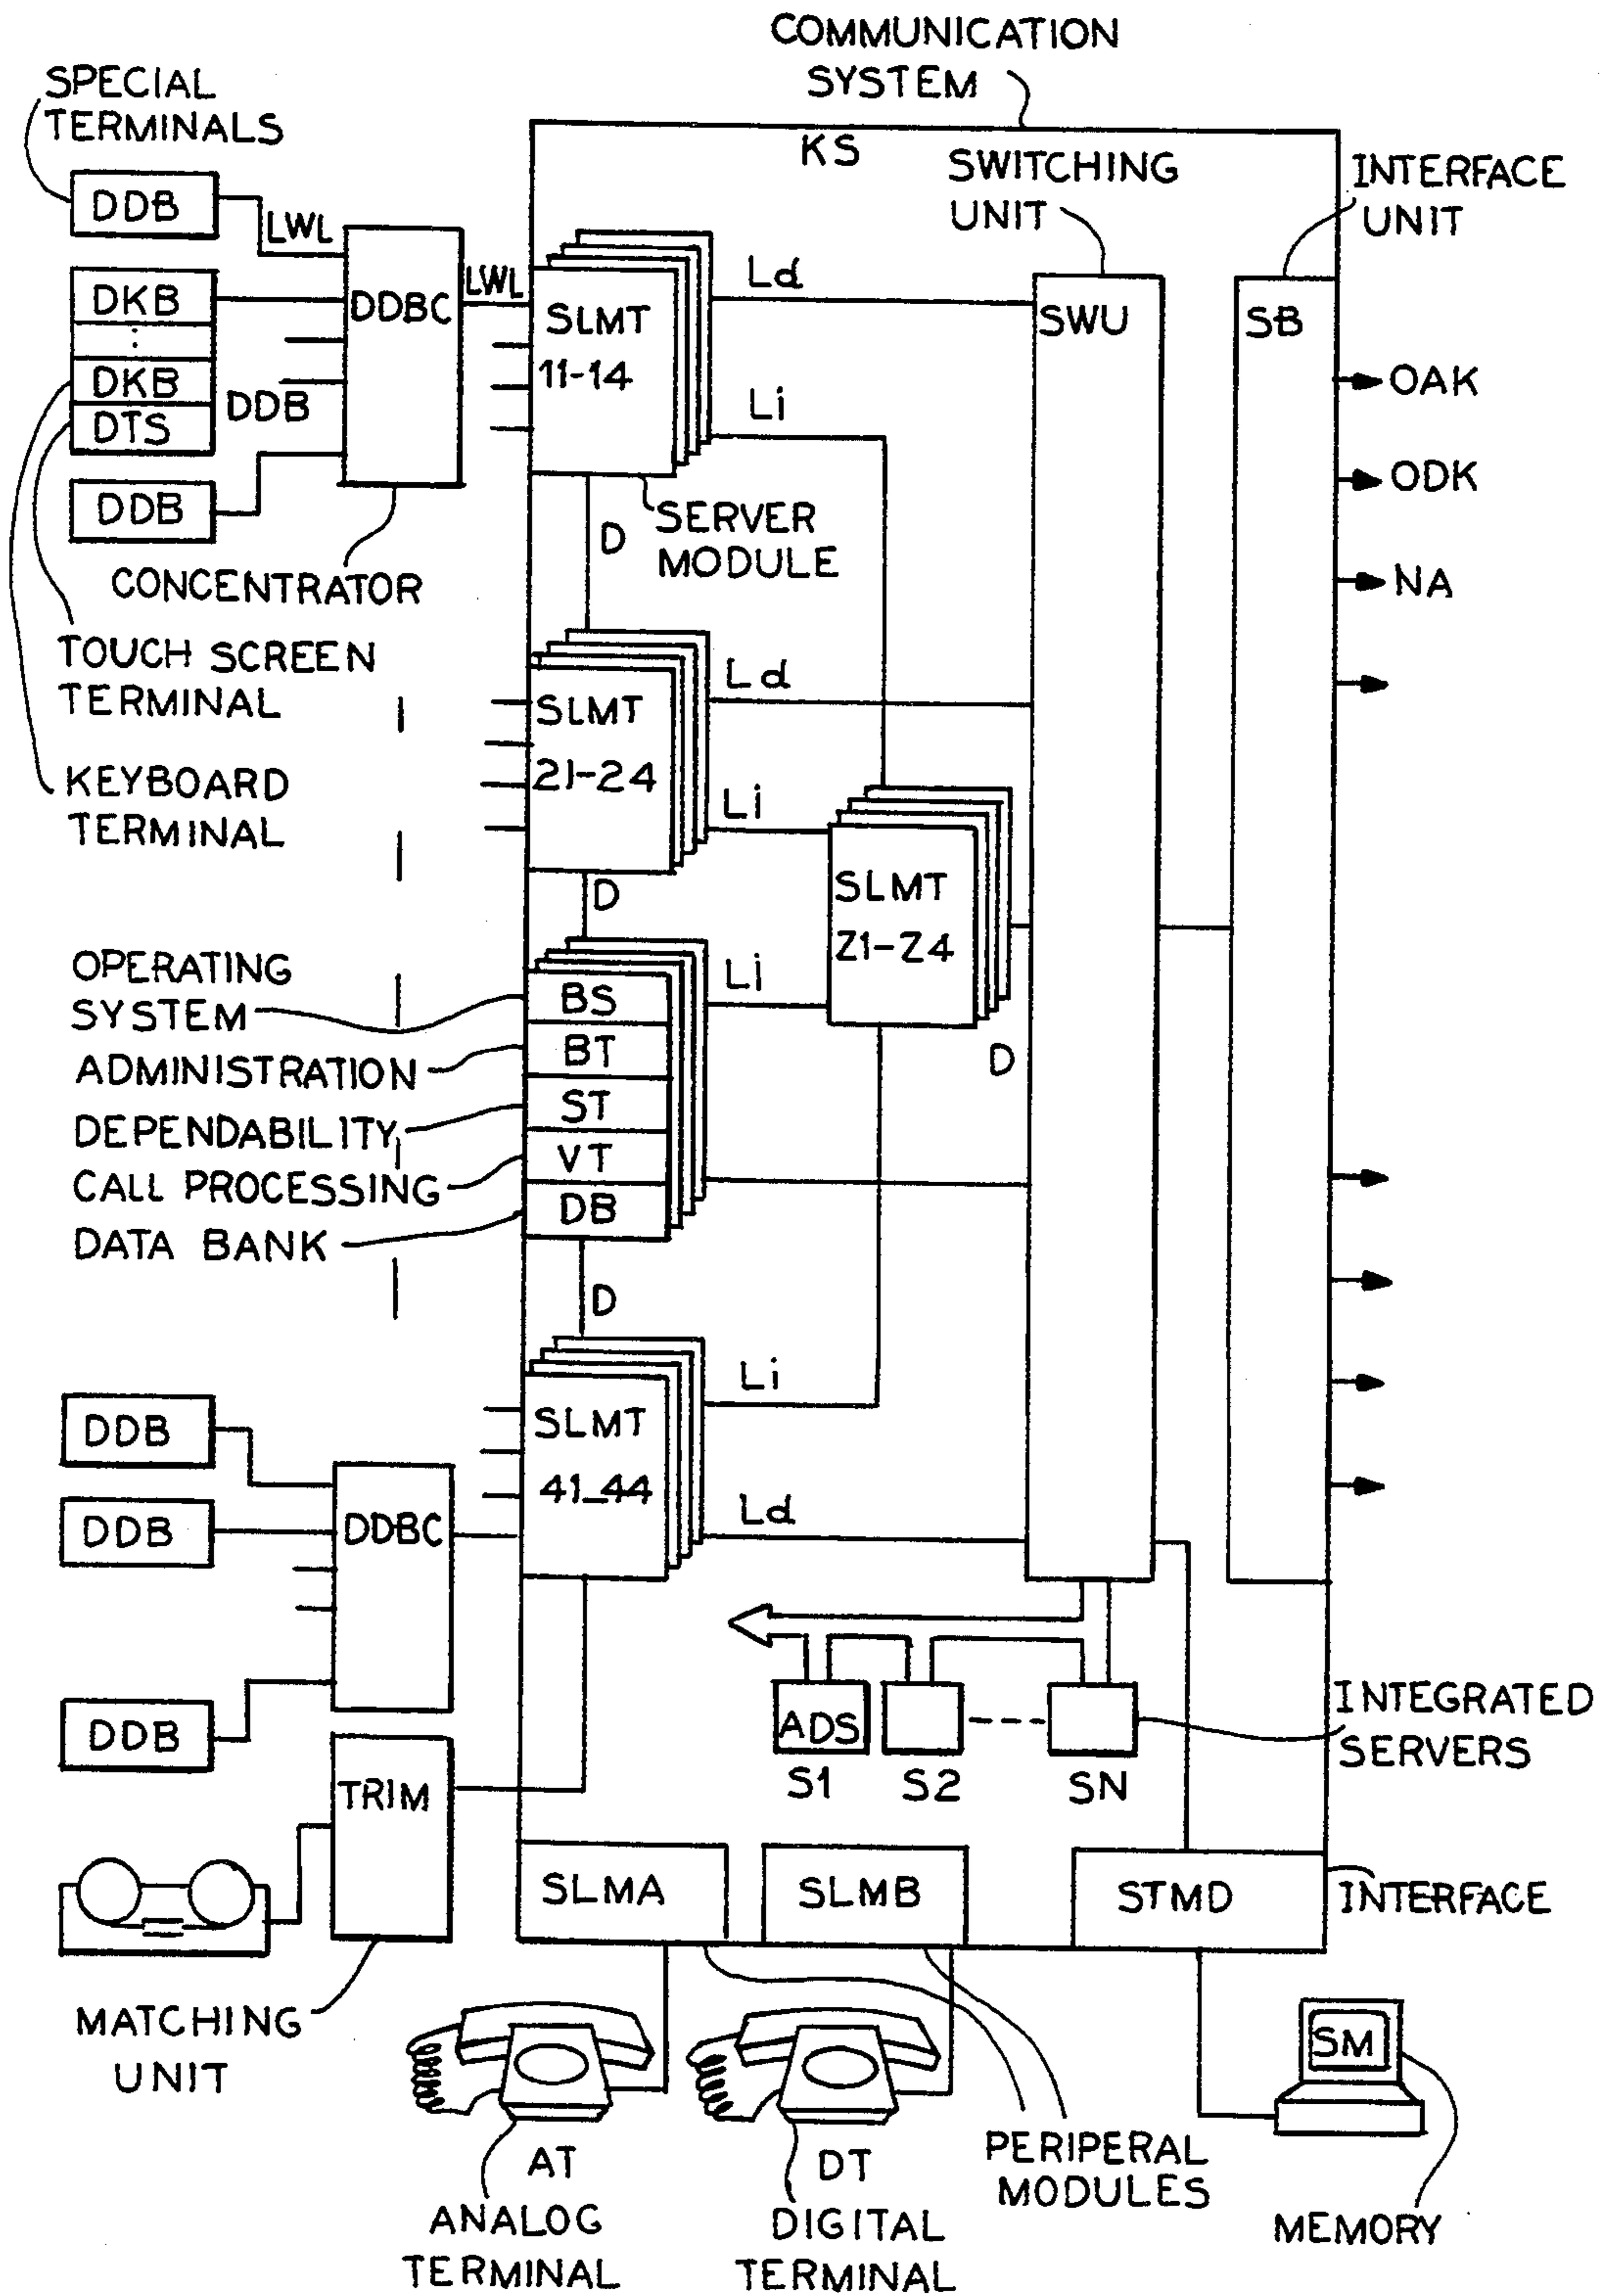 COMMUNICATION
SYSTEM
SPECIAL
TERMINALS
KS
SWITCHING
UNIT
INTERFACE
UNIT
DDB
LWL
DKB
:
DKB
DTS
DDB
DDB
DDBC
LWL
SLMT
11-14
Ld
Li
SWU
SB
OAK
ODK
NA
D
SERVER
MODULE
CONCENTRATOR
TOUCH SCREEN
TERMINAL
KEYBOARD
TERMINAL
SLMT
21-24
Ld
Li
SLMT
Z1-Z4
D
D
OPERATING
SYSTEM
ADMINISTRATION
DEPENDABILITY
CALL PROCESSING
DATA BANK
BS
BT
ST
VT
DB
Li
D
SLMT
41-44
Li
Ld
DDB
DDB
DDB
DDBC
TRIM
ADS
S1
S2
SN
INTEGRATED
SERVERS
SLMA
SLMB
STMD
INTERFACE
MATCHING
UNIT
AT
ANALOG
TERMINAL
DT
DIGITAL
TERMINAL
PERIPERAL
MODULES
SM
MEMORY